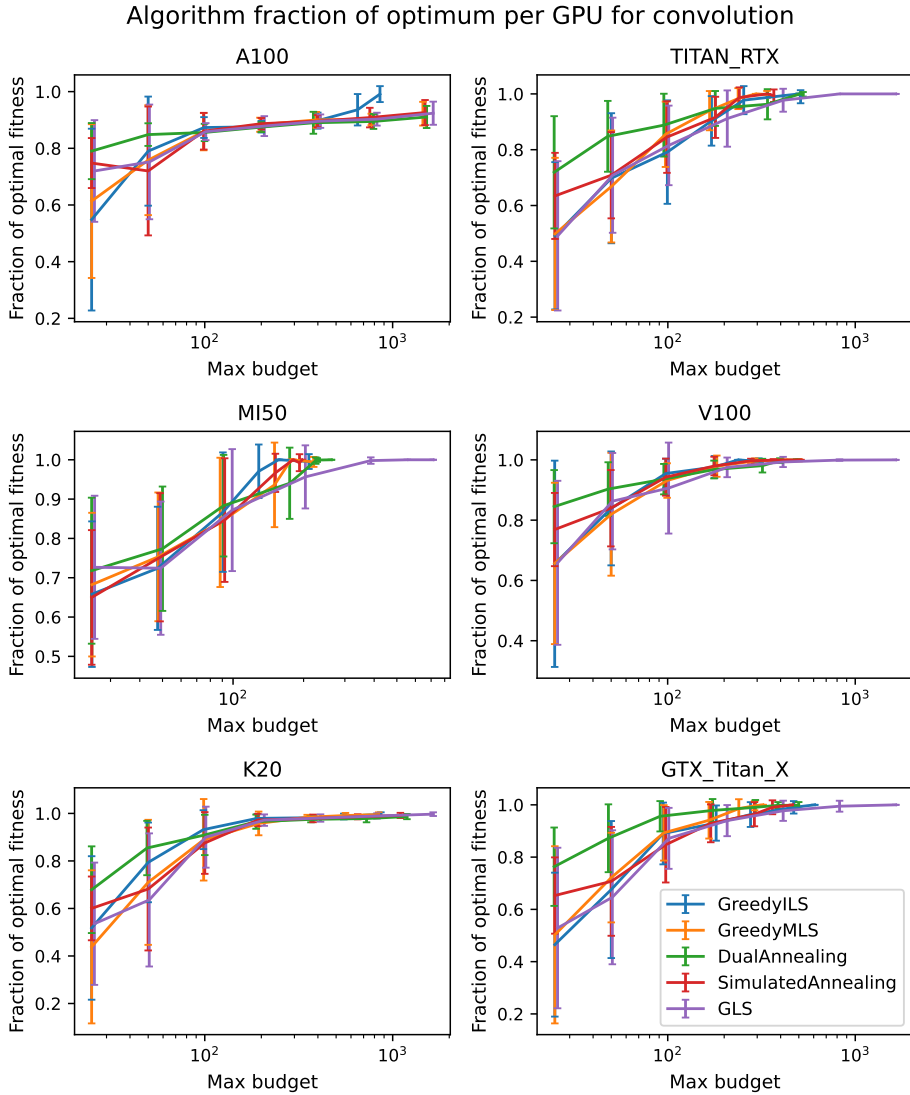 Algorithm fraction of optimum per GPU for convolution
A100
Fraction of optimal fitness
1.0
0.8
0.6
0.4
0.2
10²
10³
Max budget
TITAN_RTX
Fraction of optimal fitness
1.0
0.8
0.6
0.4
0.2
10²
10³
Max budget
MI50
Fraction of optimal fitness
1.0
0.9
0.8
0.7
0.6
0.5
10²
Max budget
V100
Fraction of optimal fitness
1.0
0.8
0.6
0.4
10²
10³
Max budget
K20
Fraction of optimal fitness
1.0
0.8
0.6
0.4
0.2
10²
10³
Max budget
GTX_Titan_X
Fraction of optimal fitness
1.0
0.8
0.6
0.4
0.2
10²
10³
Max budget
GreedyILS
GreedyMLS
DualAnnealing
SimulatedAnnealing
GLS